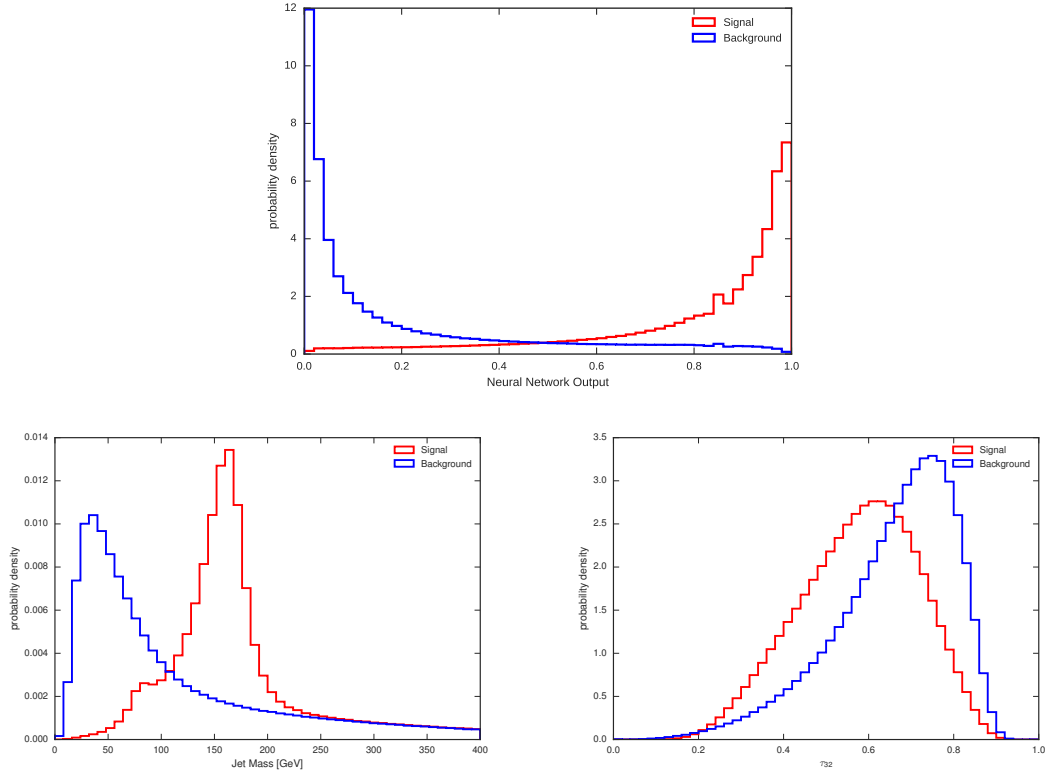 12
10
8
6
4
2
0
probability density
Signal
Background
0.0 0.2 0.4 0.6 0.8 1.0
Neural Network Output
0.014
0.012
0.010
0.008
0.006
0.004
0.002
0.000
probability density
Signal
Background
0 50 100 150 200 250 300 350 400
Jet Mass [GeV]
3.5
3.0
2.5
2.0
1.5
1.0
0.5
0.0
probability density
Signal
Background
0.0 0.2 0.4 0.6 0.8 1.0
τ32